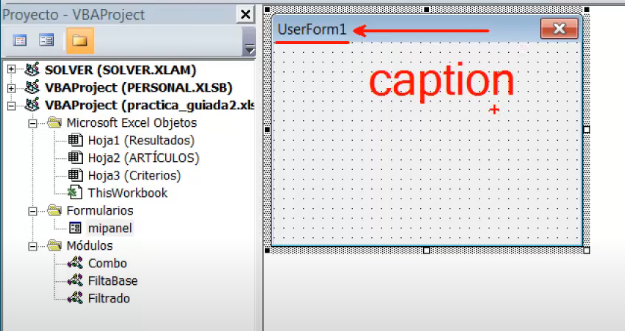 Proyecto - VBAProject
SOLVER (SOLVER.XLAM)
VBAProject (PERSONAL.XLSB)
VBAProject (practica_guiada2.xls
Microsoft Excel Objetos
Hoja1 (Resultados)
Hoja2 (ARTÍCULOS)
Hoja3 (Criterios)
ThisWorkbook
Formularios
mipanel
Módulos
Combo
FiltaBase
Filtrado
UserForm1
caption